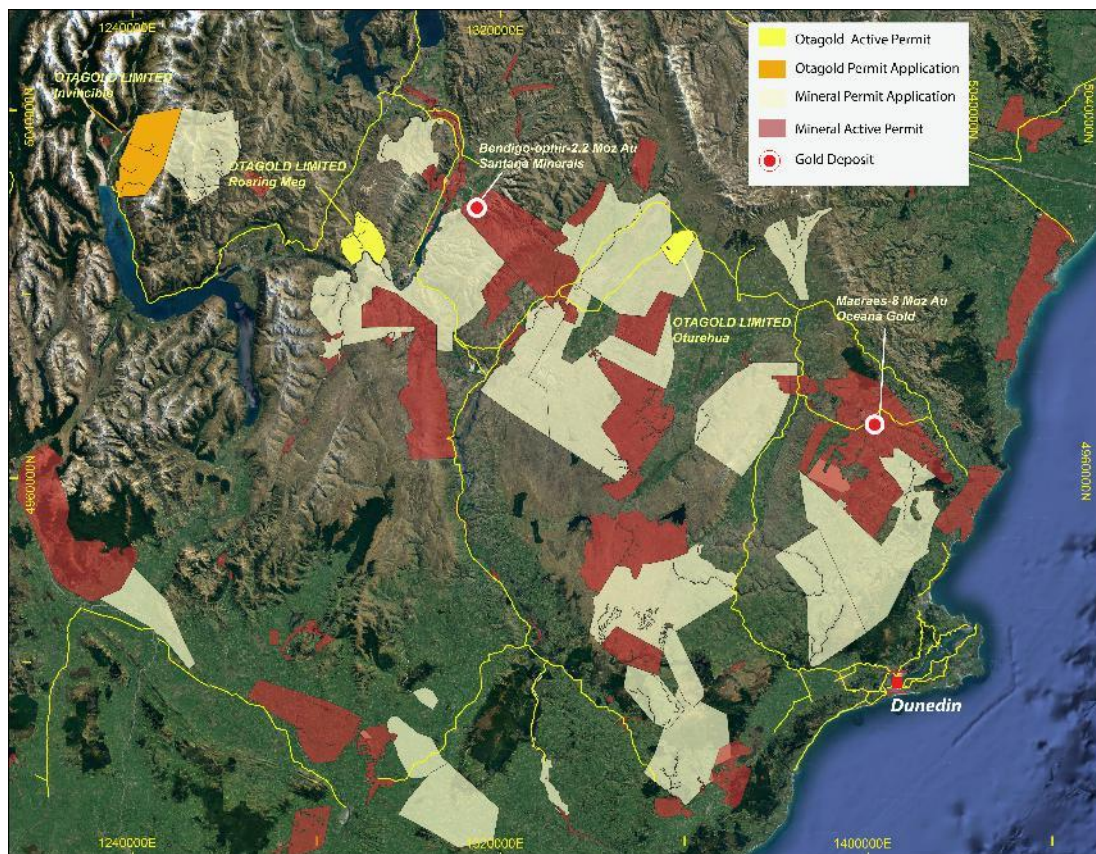 1240000E
1320000E
Otagold Active Permit
Otagold Permit Application
Mineral Permit Application
Mineral Active Permit
Gold Deposit
OTAGOLD LIMITED
Invincible
5040000N
5040000N
Bendigo-ophir-2.2 Moz Au
Santana Minerals
OTAGOLD LIMITED
Roaring Meg
Macraes-8 Moz Au
Oceana Gold
OTAGOLD LIMITED
Oturehua
4960000N
4960000N
Dunedin
1240000E
1320000E
1400000E